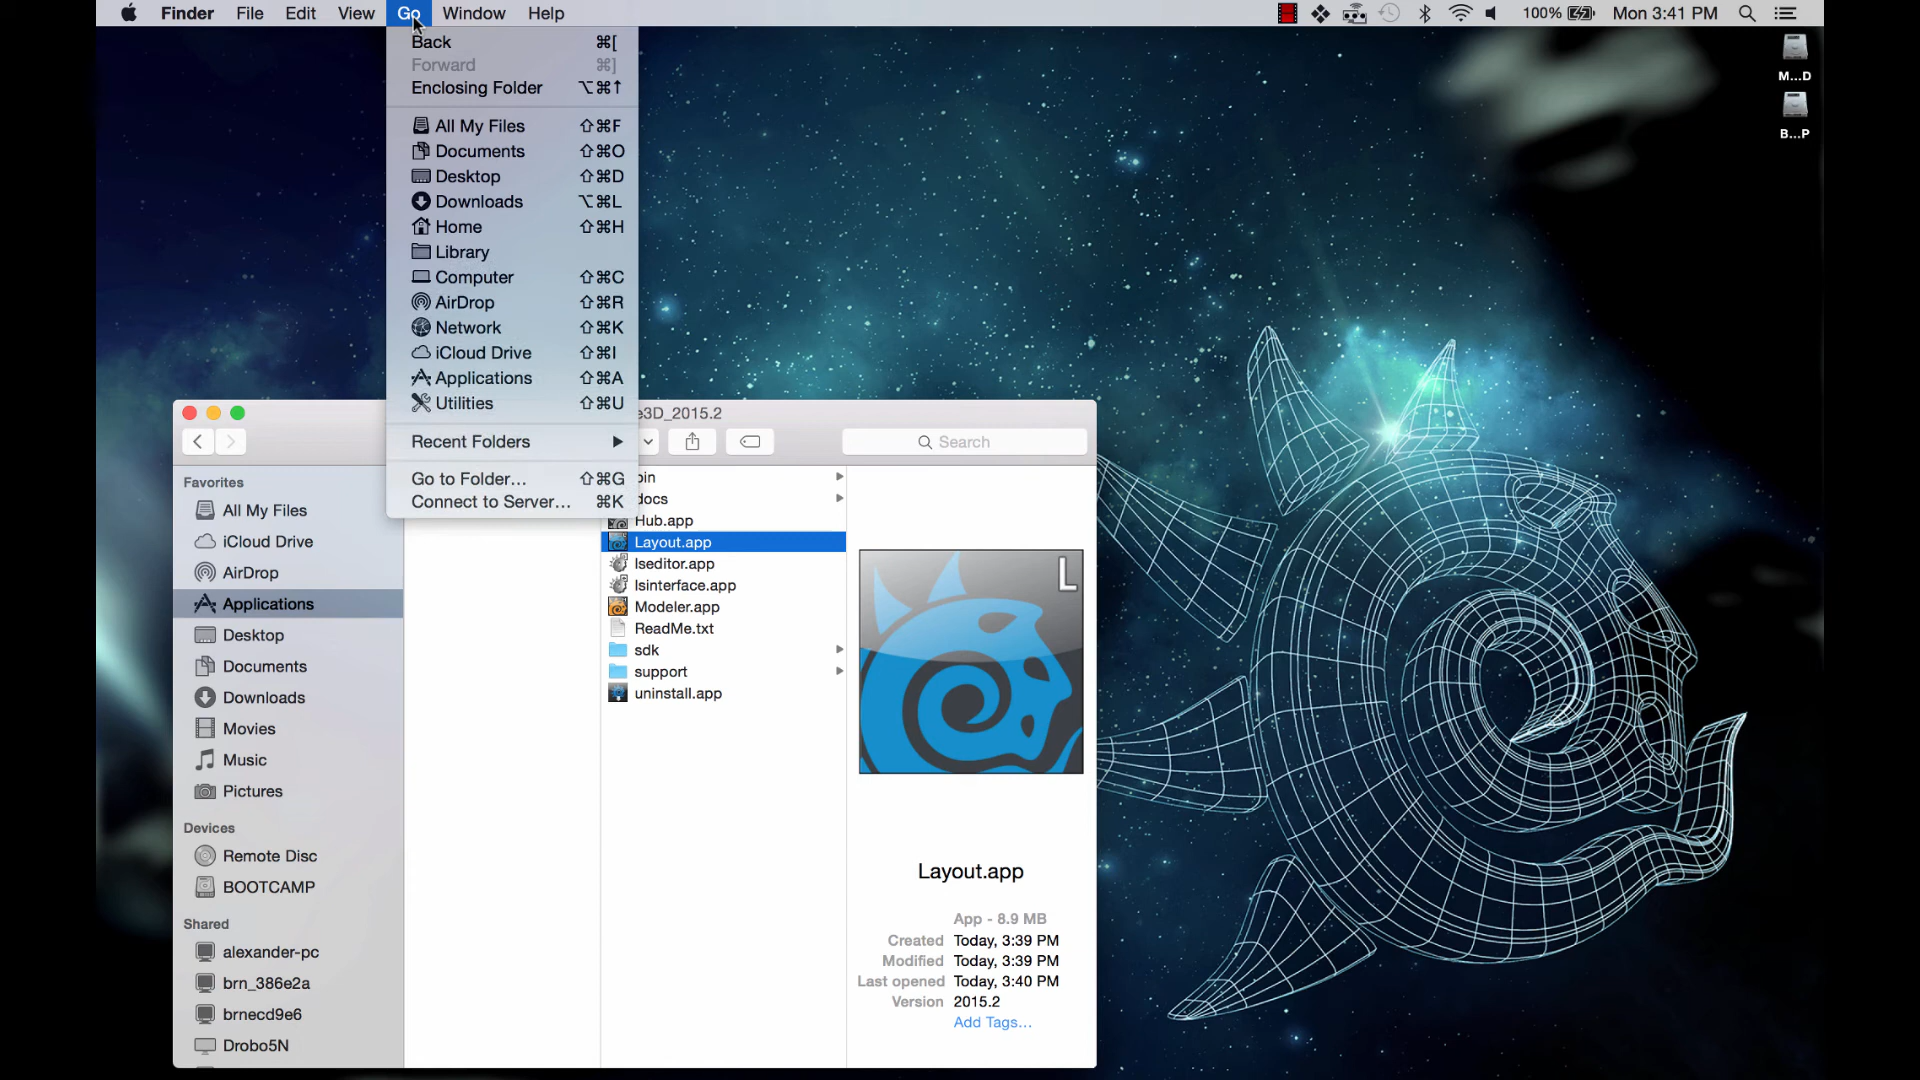 Finder File Edit View Go Window Help 100% Mon 3:41 PM
Back ⌘[
Forward ⌘]
Enclosing Folder ⌥⌘↑
All My Files ⇧⌘F
Documents ⇧⌘O
Desktop ⇧⌘D
Downloads ⌥⌘L
Home ⇧⌘H
Library
Computer ⇧⌘C
AirDrop ⇧⌘R
Network ⇧⌘K
iCloud Drive ⇧⌘I
Applications ⇧⌘A
Utilities ⇧⌘U
Recent Folders
Go to Folder... ⇧⌘G
Connect to Server... ⌘K
M...D
B...P
e3D_2015.2
Search
Favorites
All My Files
iCloud Drive
AirDrop
Applications
Desktop
Documents
Downloads
Movies
Music
Pictures
Devices
Remote Disc
BOOTCAMP
Shared
alexander-pc
brn_386e2a
brnecd9e6
Drobo5N
bin
docs
Hub.app
Layout.app
lseditor.app
lsinterface.app
Modeler.app
ReadMe.txt
sdk
support
uninstall.app
L
Layout.app
App - 8.9 MB
Created Today, 3:39 PM
Modified Today, 3:39 PM
Last opened Today, 3:40 PM
Version 2015.2
Add Tags...